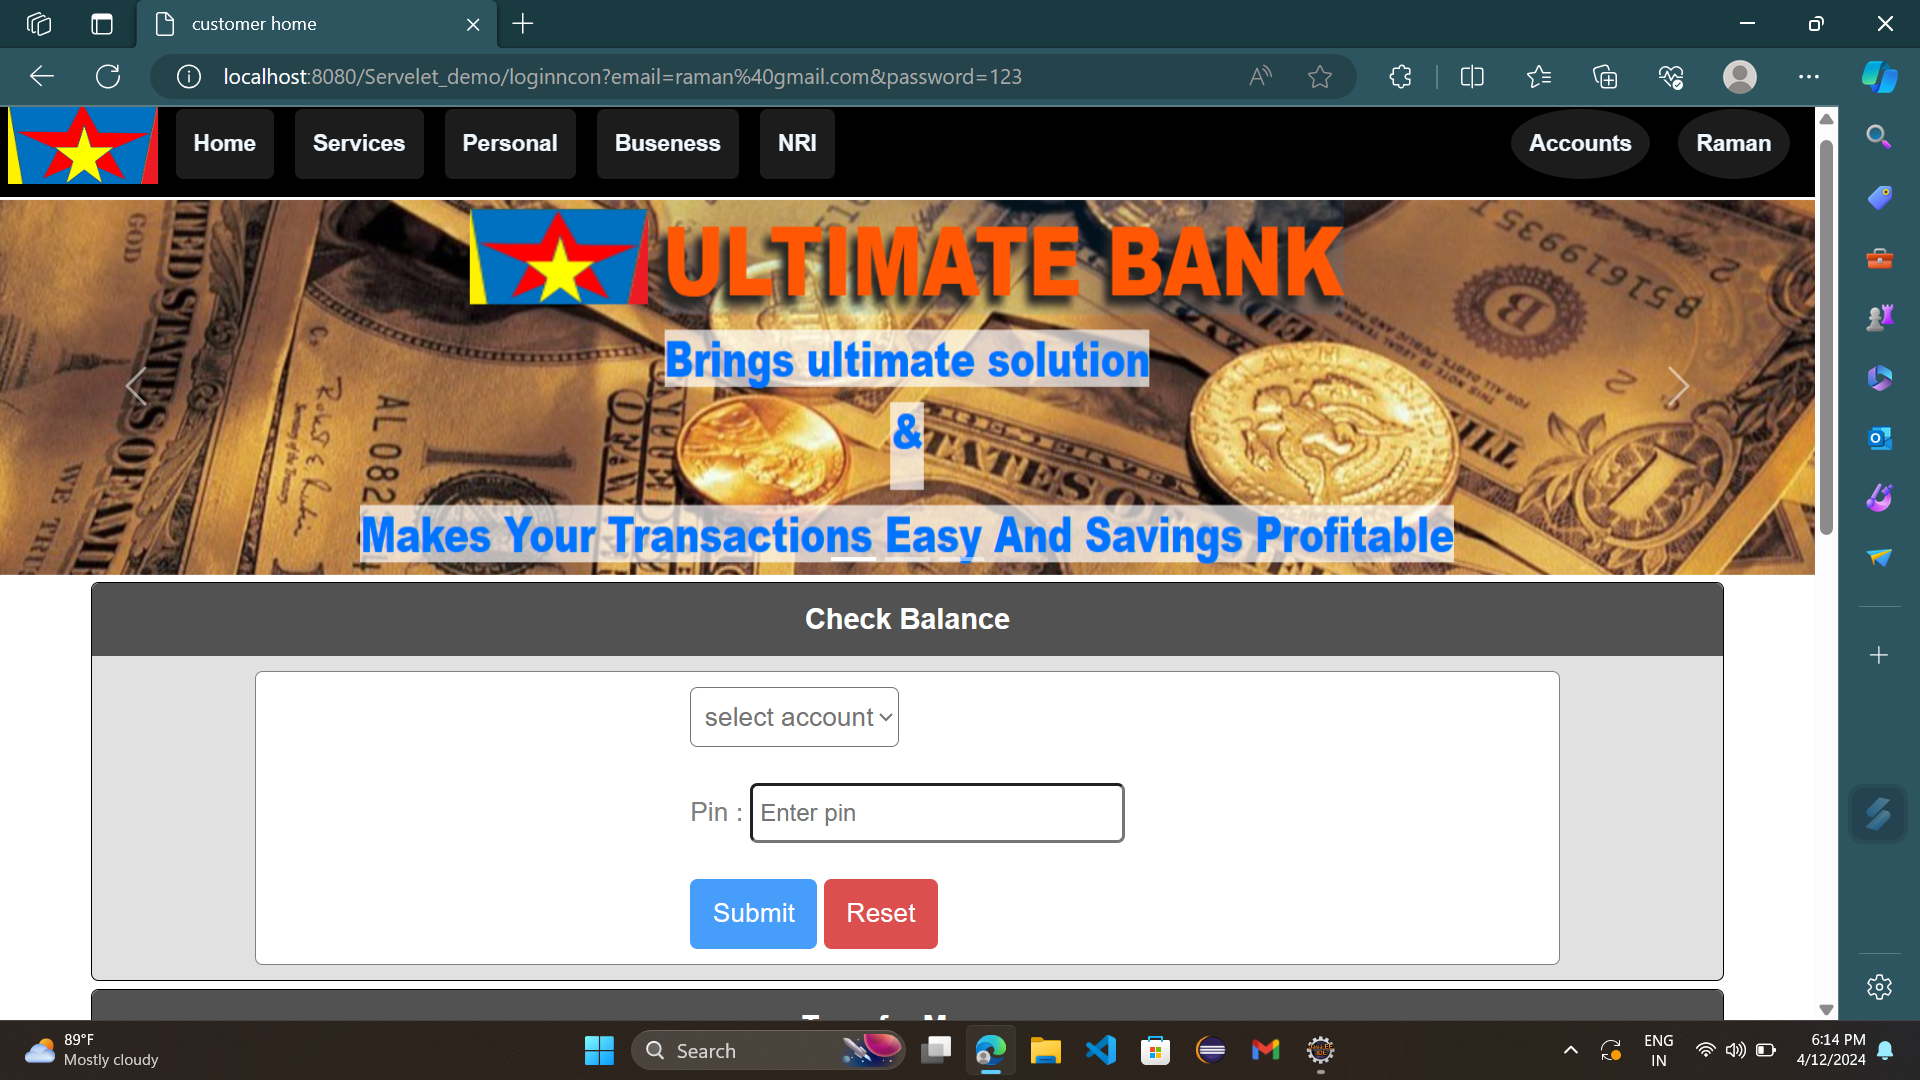 customer home
localhost:8080/Servelet_demo/loginncon?email=raman%40gmail.com&password=123
Home
Services
Personal
Buseness
NRI
Accounts
Raman
ULTIMATE BANK
Brings ultimate solution
&
Makes Your Transactions Easy And Savings Profitable
Check Balance
select account
Pin :
Enter pin
Submit
Reset
89°F
Mostly cloudy
Search
ENG
IN
6:14 PM
4/12/2024